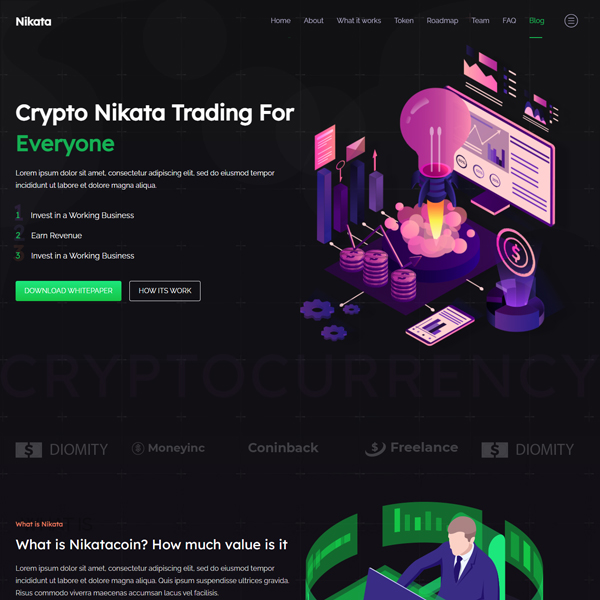 Nikata
Home About What it works Token Roadmap Team FAQ Blog
Crypto Nikata Trading For
Everyone
Lorem ipsum dolor sit amet, consectetur adipiscing elit, sed do eiusmod tempor
incididunt ut labore et dolore magna aliqua.
1 Invest in a Working Business
2 Earn Revenue
3 Invest in a Working Business
DOWNLOAD WHITEPAPER HOW ITS WORK
CRYPTOCURRENCY
DIOMITY Moneyinc Coninback Freelance DIOMITY
What is Nikata
What is Nikatacoin? How much value is it
Lorem ipsum dolor sit amet, consectetur adipiscing elit, sed do eiusmod tempor
incididunt ut labore et dolore magna aliqua. Quis ipsum suspendisse ultrices gravida.
Risus commodo viverra maecenas accumsan lacus vel facilisis.